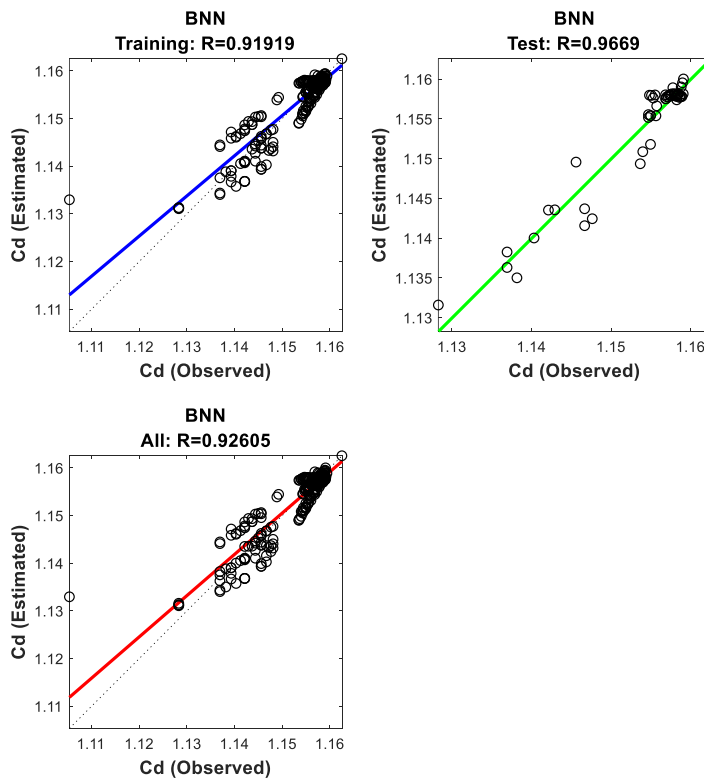 BNN
Training: R=0.91919
Cd (Estimated)
1.16
1.15
1.14
1.13
1.12
1.11
1.11 1.12 1.13 1.14 1.15 1.16
Cd (Observed)
BNN
Test: R=0.9669
Cd (Estimated)
1.16
1.155
1.15
1.145
1.14
1.135
1.13
1.13 1.14 1.15 1.16
Cd (Observed)
BNN
All: R=0.92605
Cd (Estimated)
1.16
1.15
1.14
1.13
1.12
1.11
1.11 1.12 1.13 1.14 1.15 1.16
Cd (Observed)